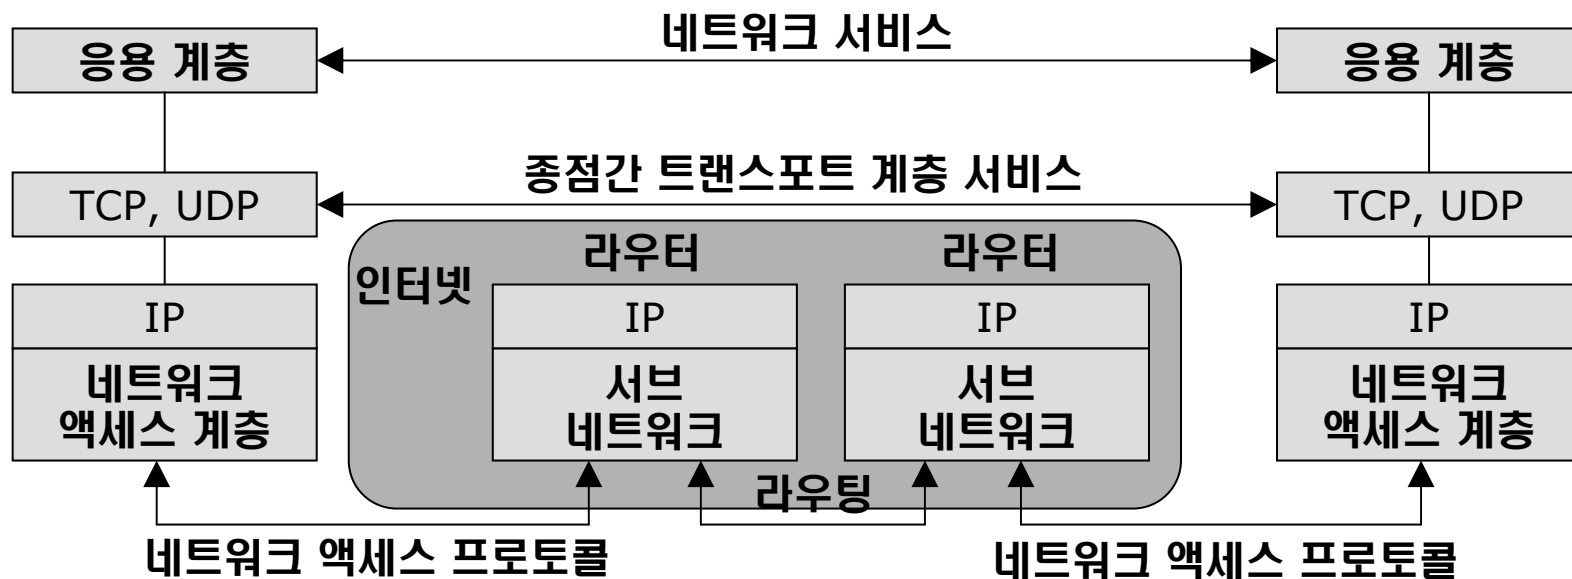 네트워크 서비스
응용 계층
응용 계층
종점간 트랜스포트 계층 서비스
TCP, UDP
TCP, UDP
라우터
라우터
인터넷
IP
IP
IP
IP
네트워크
액세스 계층
서브
네트워크
서브
네트워크
네트워크
액세스 계층
라우팅
네트워크 액세스 프로토콜
네트워크 액세스 프로토콜